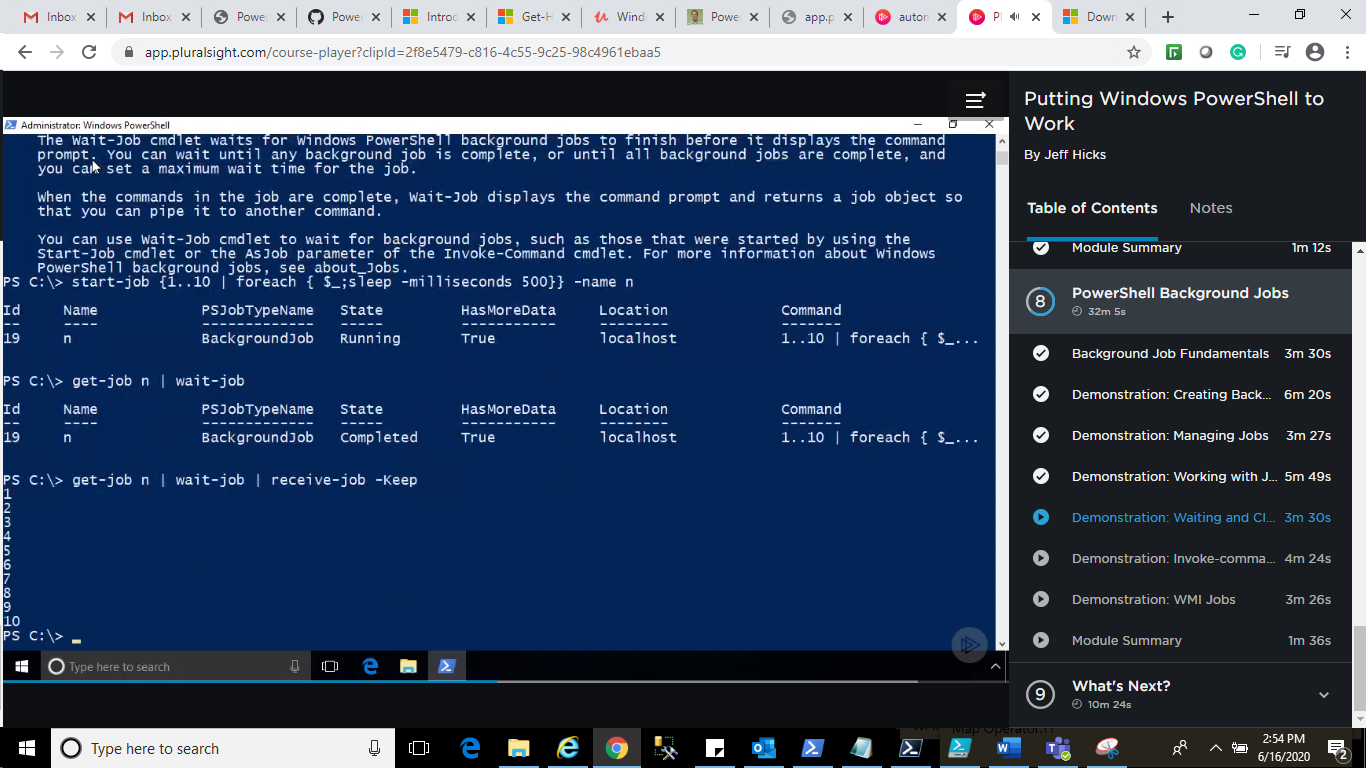 Inbox
Inbox
Power
Power
Introd
Get-H
Wind
Powe
app.p
auton
Pl
Down
app.pluralsight.com/course-player?clipId=2f8e5479-c816-4c55-9c25-98c4961ebaa5
Administrator: Windows PowerShell
The Wait-Job cmdlet waits for Windows PowerShell background jobs to finish before it displays the command
prompt. You can wait until any background job is complete, or until all background jobs are complete, and
you can set a maximum wait time for the job.
When the commands in the job are complete, Wait-Job displays the command prompt and returns a job object so
that you can pipe it to another command.
You can use Wait-Job cmdlet to wait for background jobs, such as those that were started by using the
Start-Job cmdlet or the AsJob parameter of the Invoke-Command cmdlet. For more information about Windows
PowerShell background jobs, see about_Jobs.
PS C:\> start-job {1..10 | foreach { $_;sleep -milliseconds 500}} -name n
Id Name PSJobTypeName State HasMoreData Location Command
-- ---- ------------- ----- ----------- -------- -------
19 n BackgroundJob Running True localhost 1..10 | foreach { $_...
PS C:\> get-job n | wait-job
Id Name PSJobTypeName State HasMoreData Location Command
-- ---- ------------- ----- ----------- -------- -------
19 n BackgroundJob Completed True localhost 1..10 | foreach { $_...
PS C:\> get-job n | wait-job | receive-job -Keep
1
2
3
4
5
6
7
8
9
10
PS C:\> _
Type here to search
Putting Windows PowerShell to
Work
By Jeff Hicks
Table of Contents Notes
Module Summary 1m 12s
8 PowerShell Background Jobs
32m 5s
Background Job Fundamentals 3m 30s
Demonstration: Creating Back... 6m 20s
Demonstration: Managing Jobs 3m 27s
Demonstration: Working with J... 5m 49s
Demonstration: Waiting and Cl... 3m 30s
Demonstration: Invoke-comma... 4m 24s
Demonstration: WMI Jobs 3m 26s
Module Summary 1m 36s
9 What's Next?
10m 24s
Type here to search
2:54 PM
6/16/2020
2